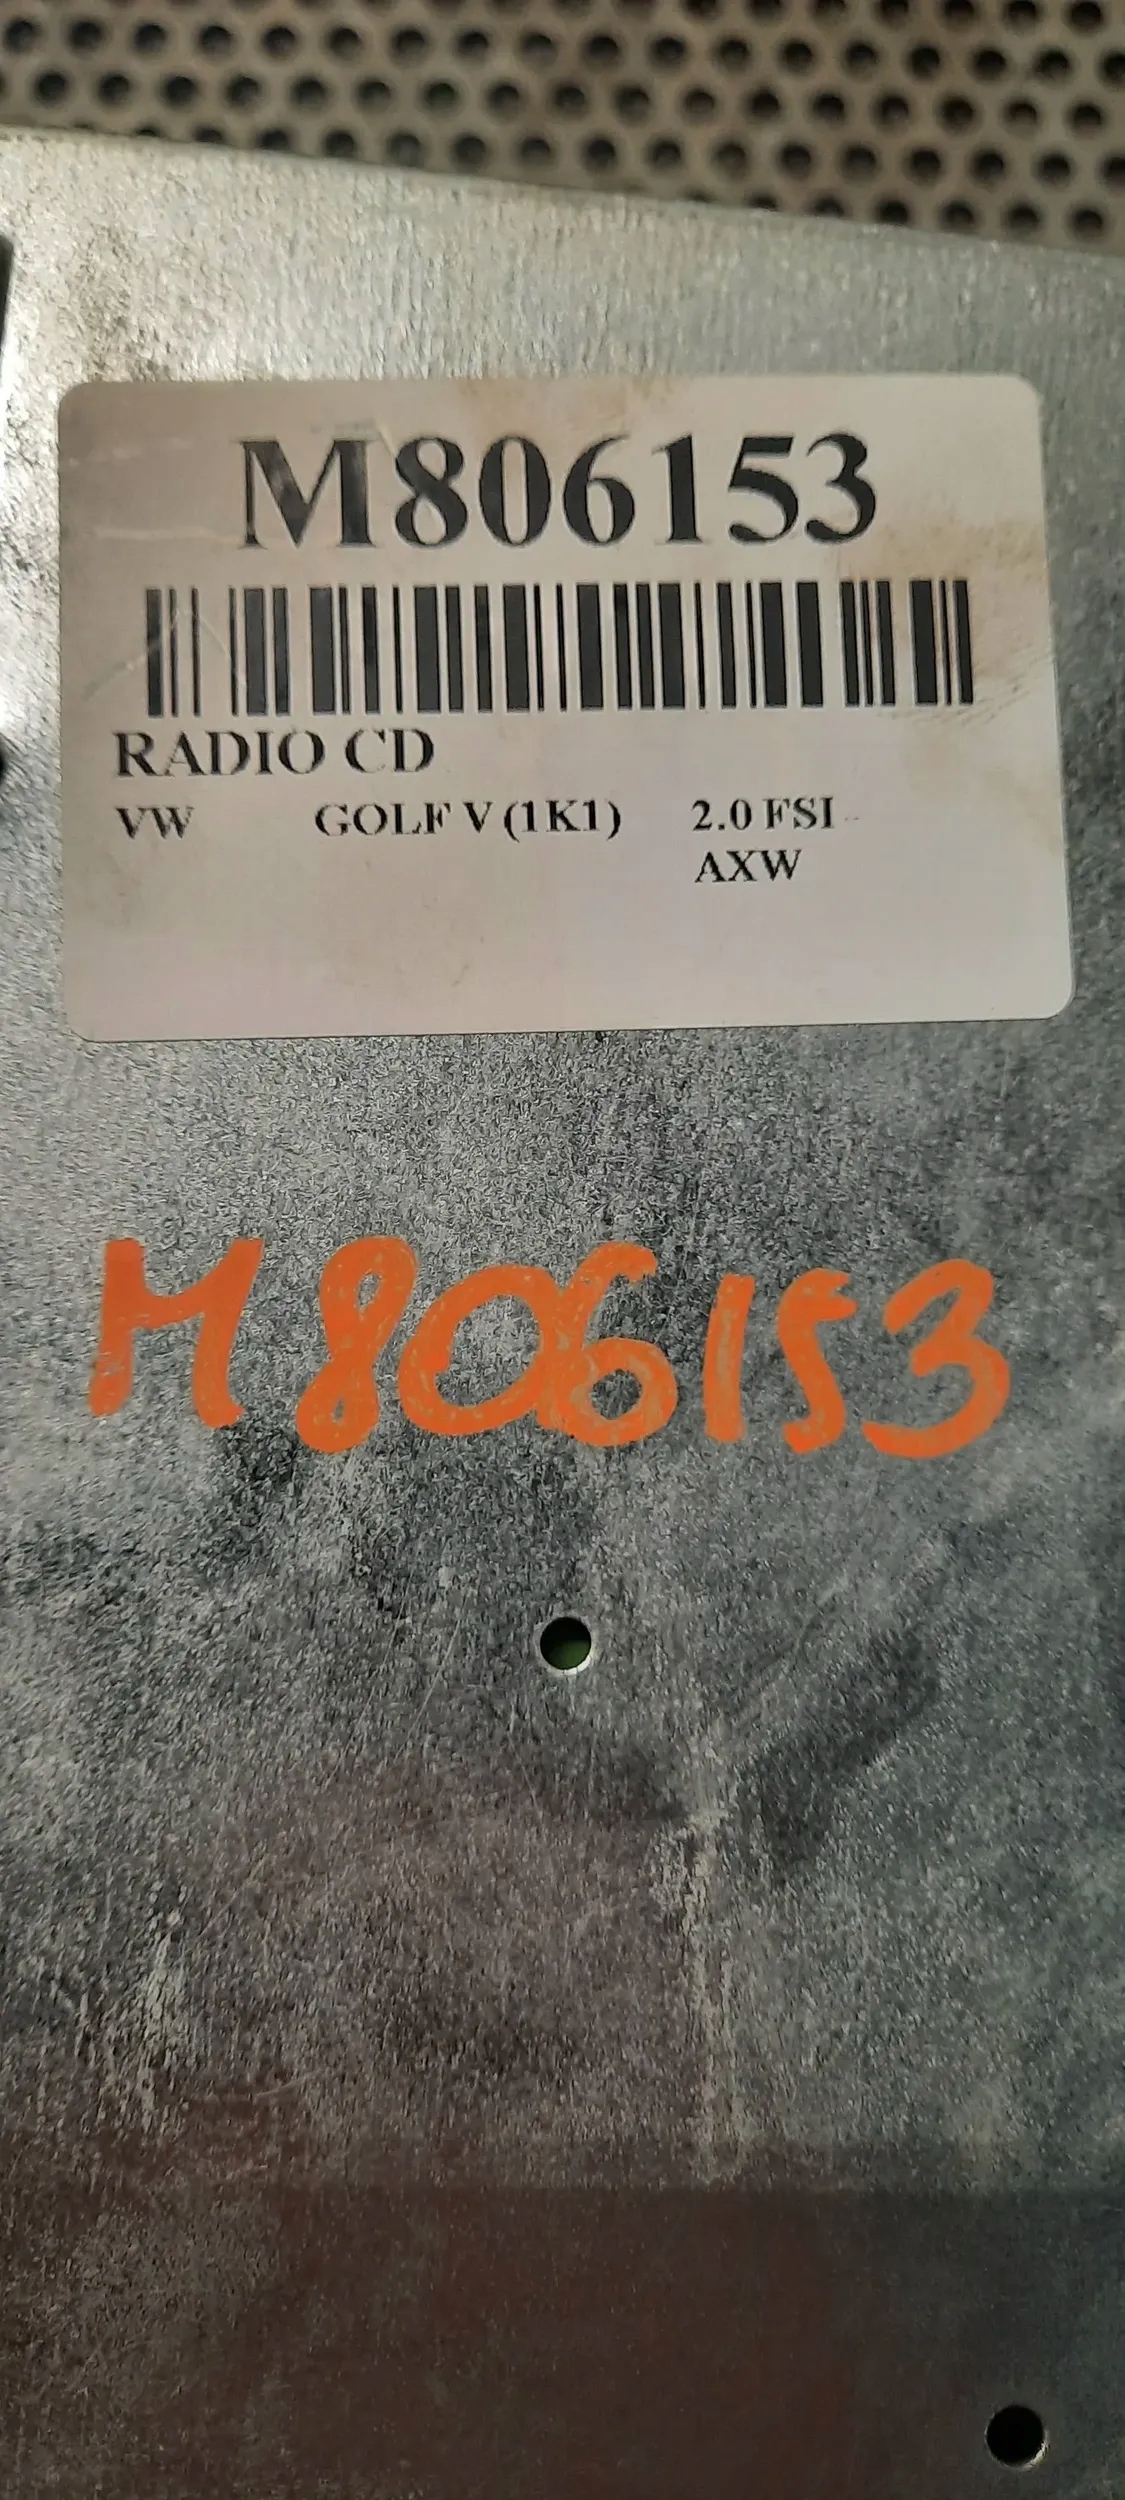 M806153
RADIO CD
VW GOLF V (1K1) 2.0 FSI
AXW
M806153